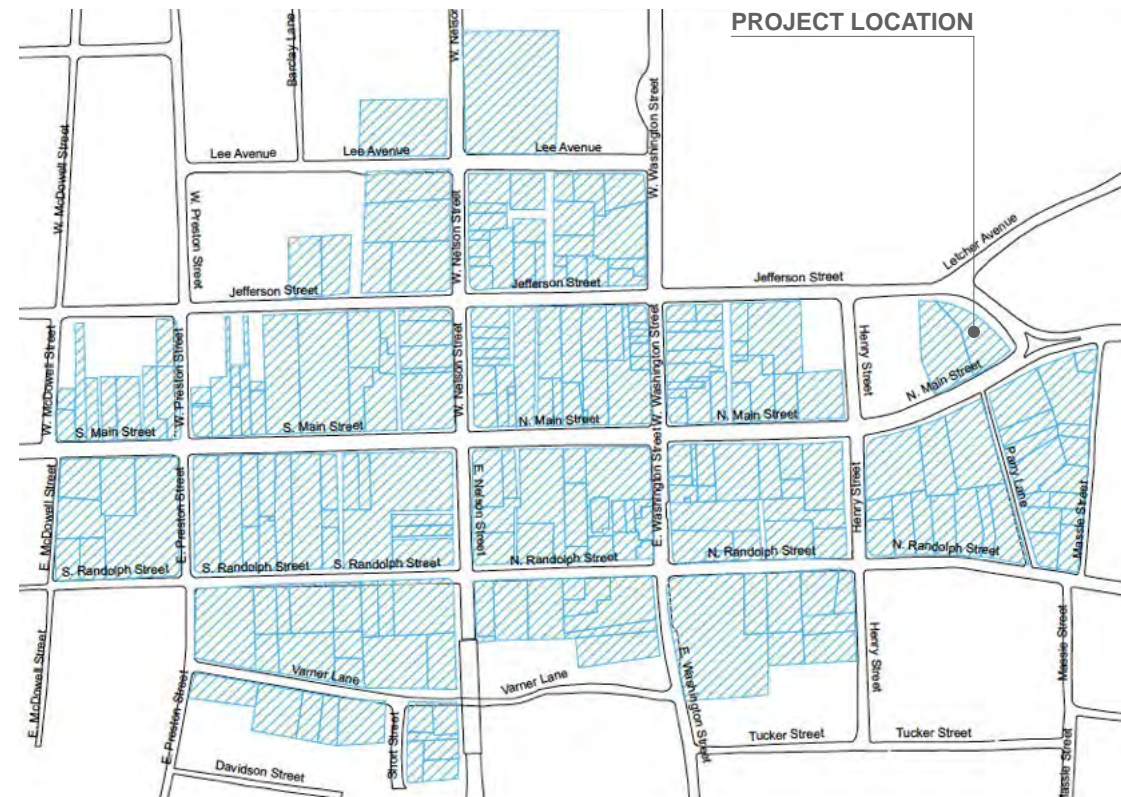 PROJECT LOCATION
Barclay Lane
W. Nelson
W. McDowell Street
W. Washington Street
Lee Avenue
Lee Avenue
Lee Avenue
W. Preston Street
W. Nelson Street
Letcher Avenue
Jefferson Street
Jefferson Street
Jefferson Street
W. McDowell Street
W. Preston Street
W. Nelson Street
W. Washington Street
Henry Street
N. Main Street
S. Main Street
S. Main Street
N. Main Street
N. Main Street
E. McDowell Street
E. Preston Street
E. Nelson Street
E. Washington Street
Henry Street
Parry Lane
Massie Street
S. Randolph Street
S. Randolph Street
S. Randolph Street
N. Randolph Street
N. Randolph Street
N. Randolph Street
E. McDowell Street
E. Preston Street
Varner Lane
Varner Lane
E. Washington Street
Henry Street
Massie Street
Short Street
Tucker Street
Tucker Street
Davidson Street
Massie Street